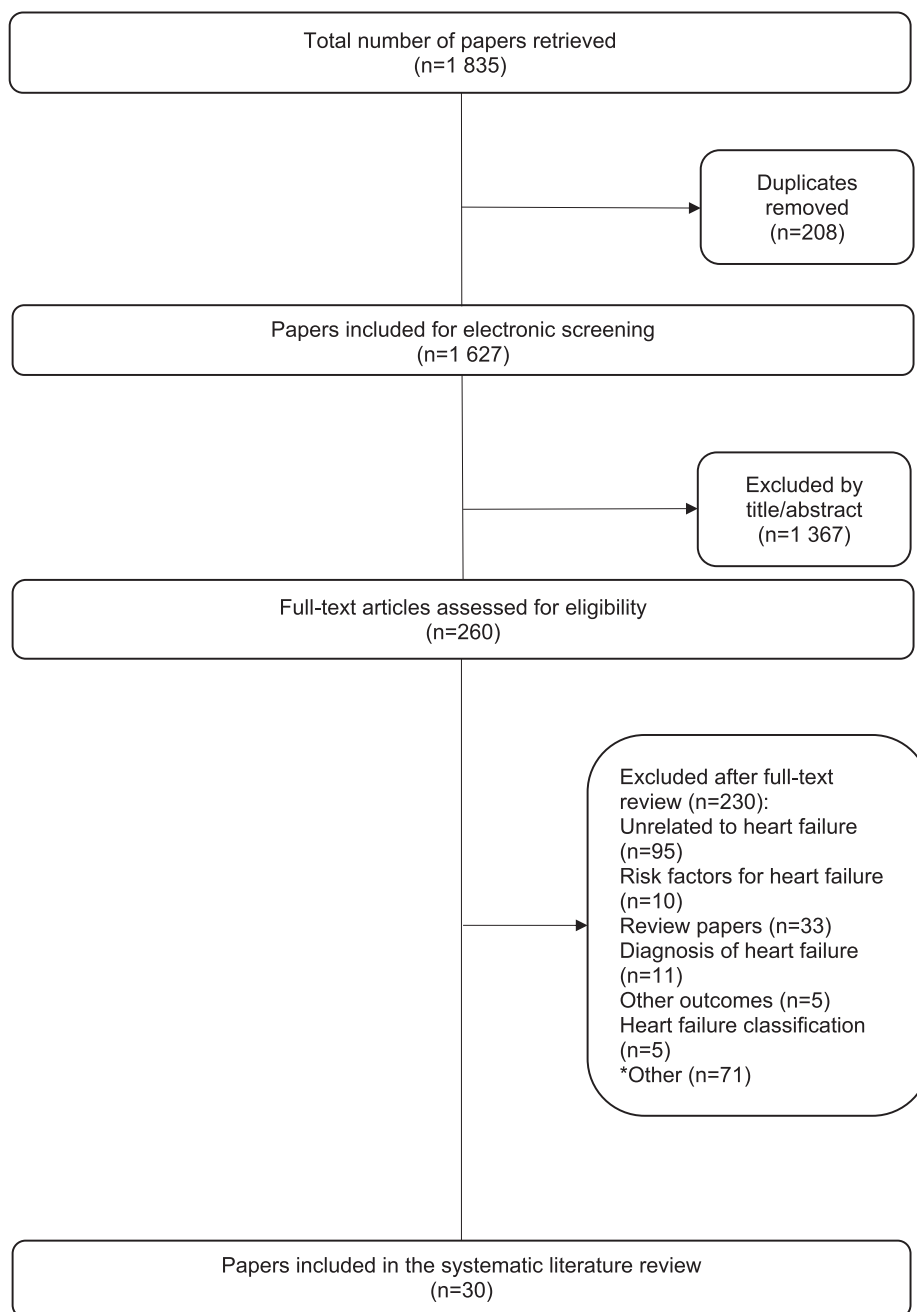 Total number of papers retrieved
(n=1 835)
Duplicates
removed
(n=208)
Papers included for electronic screening
(n=1 627)
Excluded by
title/abstract
(n=1 367)
Full-text articles assessed for eligibility
(n=260)
Excluded after full-text
review (n=230):
Unrelated to heart failure
(n=95)
Risk factors for heart failure
(n=10)
Review papers (n=33)
Diagnosis of heart failure
(n=11)
Other outcomes (n=5)
Heart failure classification
(n=5)
*Other (n=71)
Papers included in the systematic literature review
(n=30)